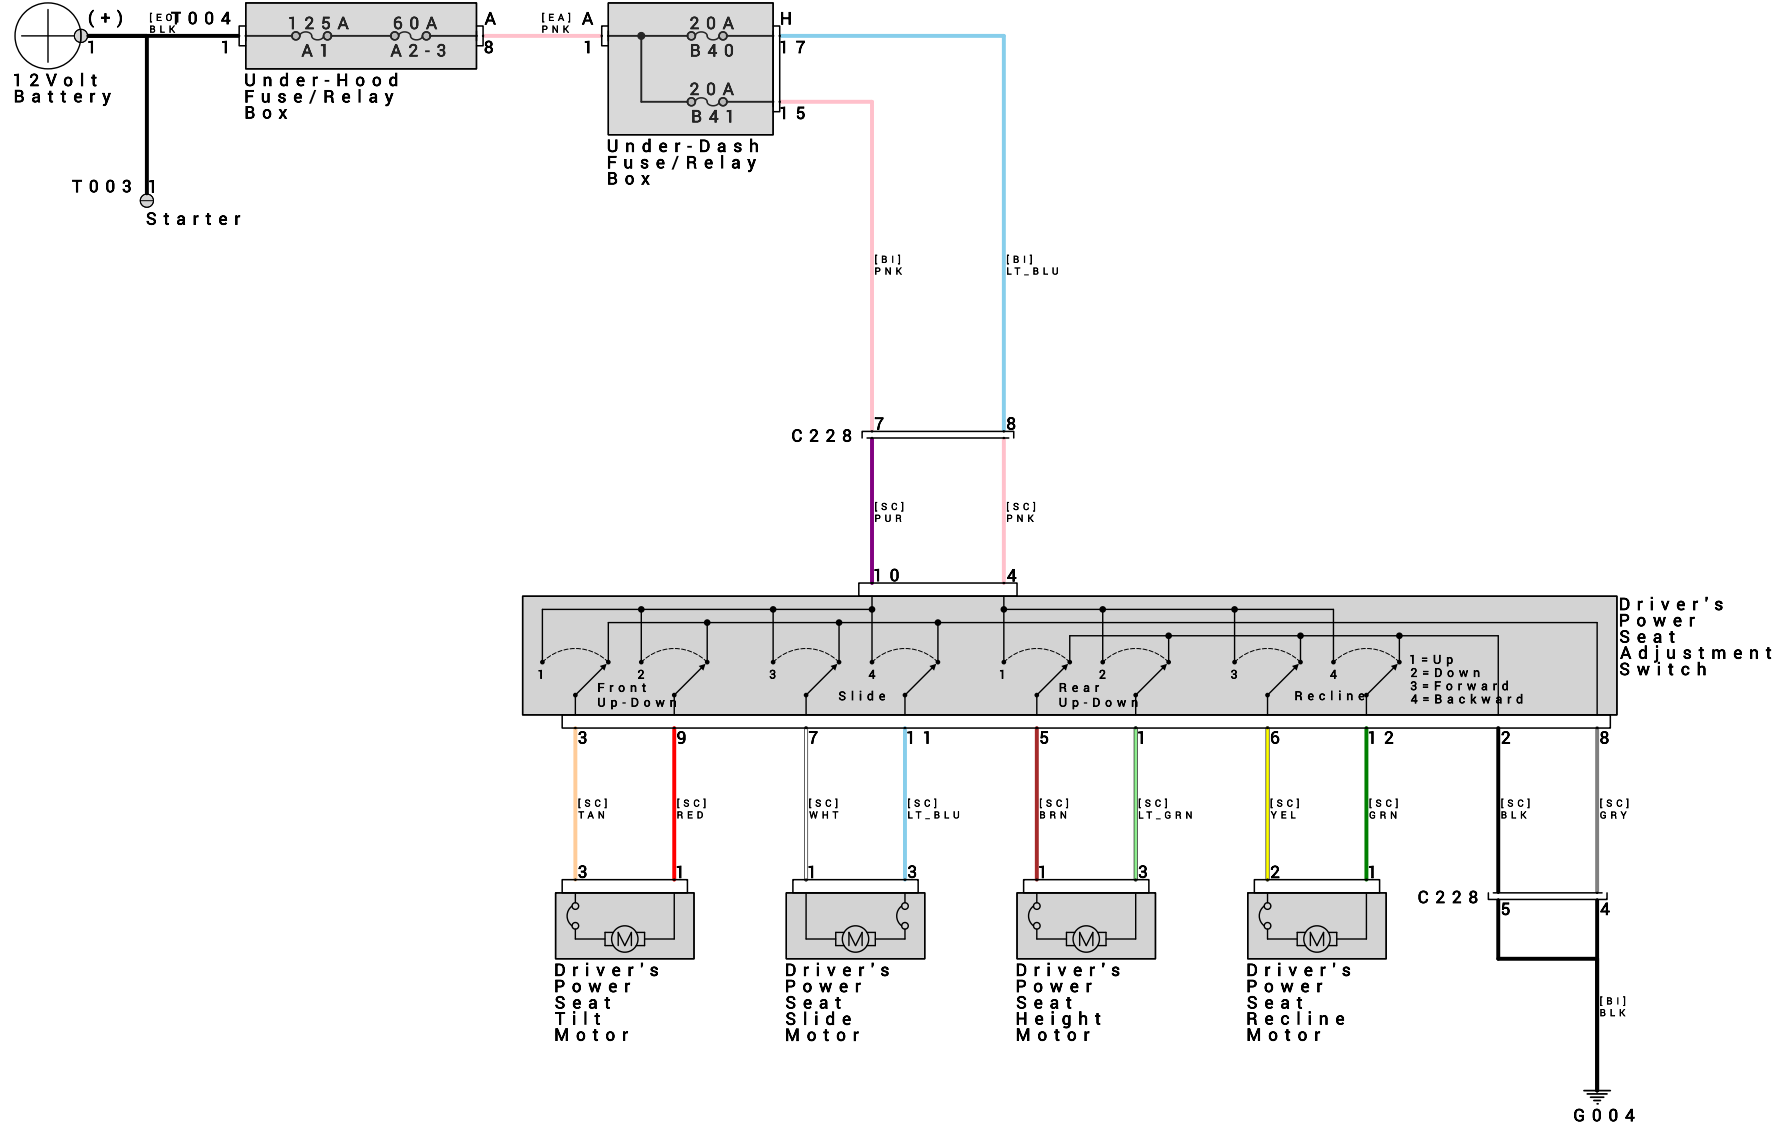 (+)
1
12Volt
Battery
[EO]
BLK
T004
1
125A
A1
60A
A2-3
A
8
Under-Hood
Fuse/Relay
Box
T003
1
Starter
[EA]
PNK
A
1
20A
B40
20A
B41
H
17
15
Under-Dash
Fuse/Relay
Box
[BI]
PNK
[BI]
LT_BLU
7
8
C228
[SC]
PUR
[SC]
PNK
10
4
Driver's
Power
Seat
Adjustment
Switch
1
2
3
4
1
2
3
4
Front
Up-Down
Slide
Rear
Up-Down
Recline
1=Up
2=Down
3=Forward
4=Backward
3
9
7
11
5
1
6
12
2
8
[SC]
TAN
[SC]
RED
[SC]
WHT
[SC]
LT_BLU
[SC]
BRN
[SC]
LT_GRN
[SC]
YEL
[SC]
GRN
[SC]
BLK
[SC]
GRY
3
1
1
3
1
3
2
1
C228
5
4
M
M
M
M
Driver's
Power
Seat
Tilt
Motor
Driver's
Power
Seat
Slide
Motor
Driver's
Power
Seat
Height
Motor
Driver's
Power
Seat
Recline
Motor
[BI]
BLK
G004